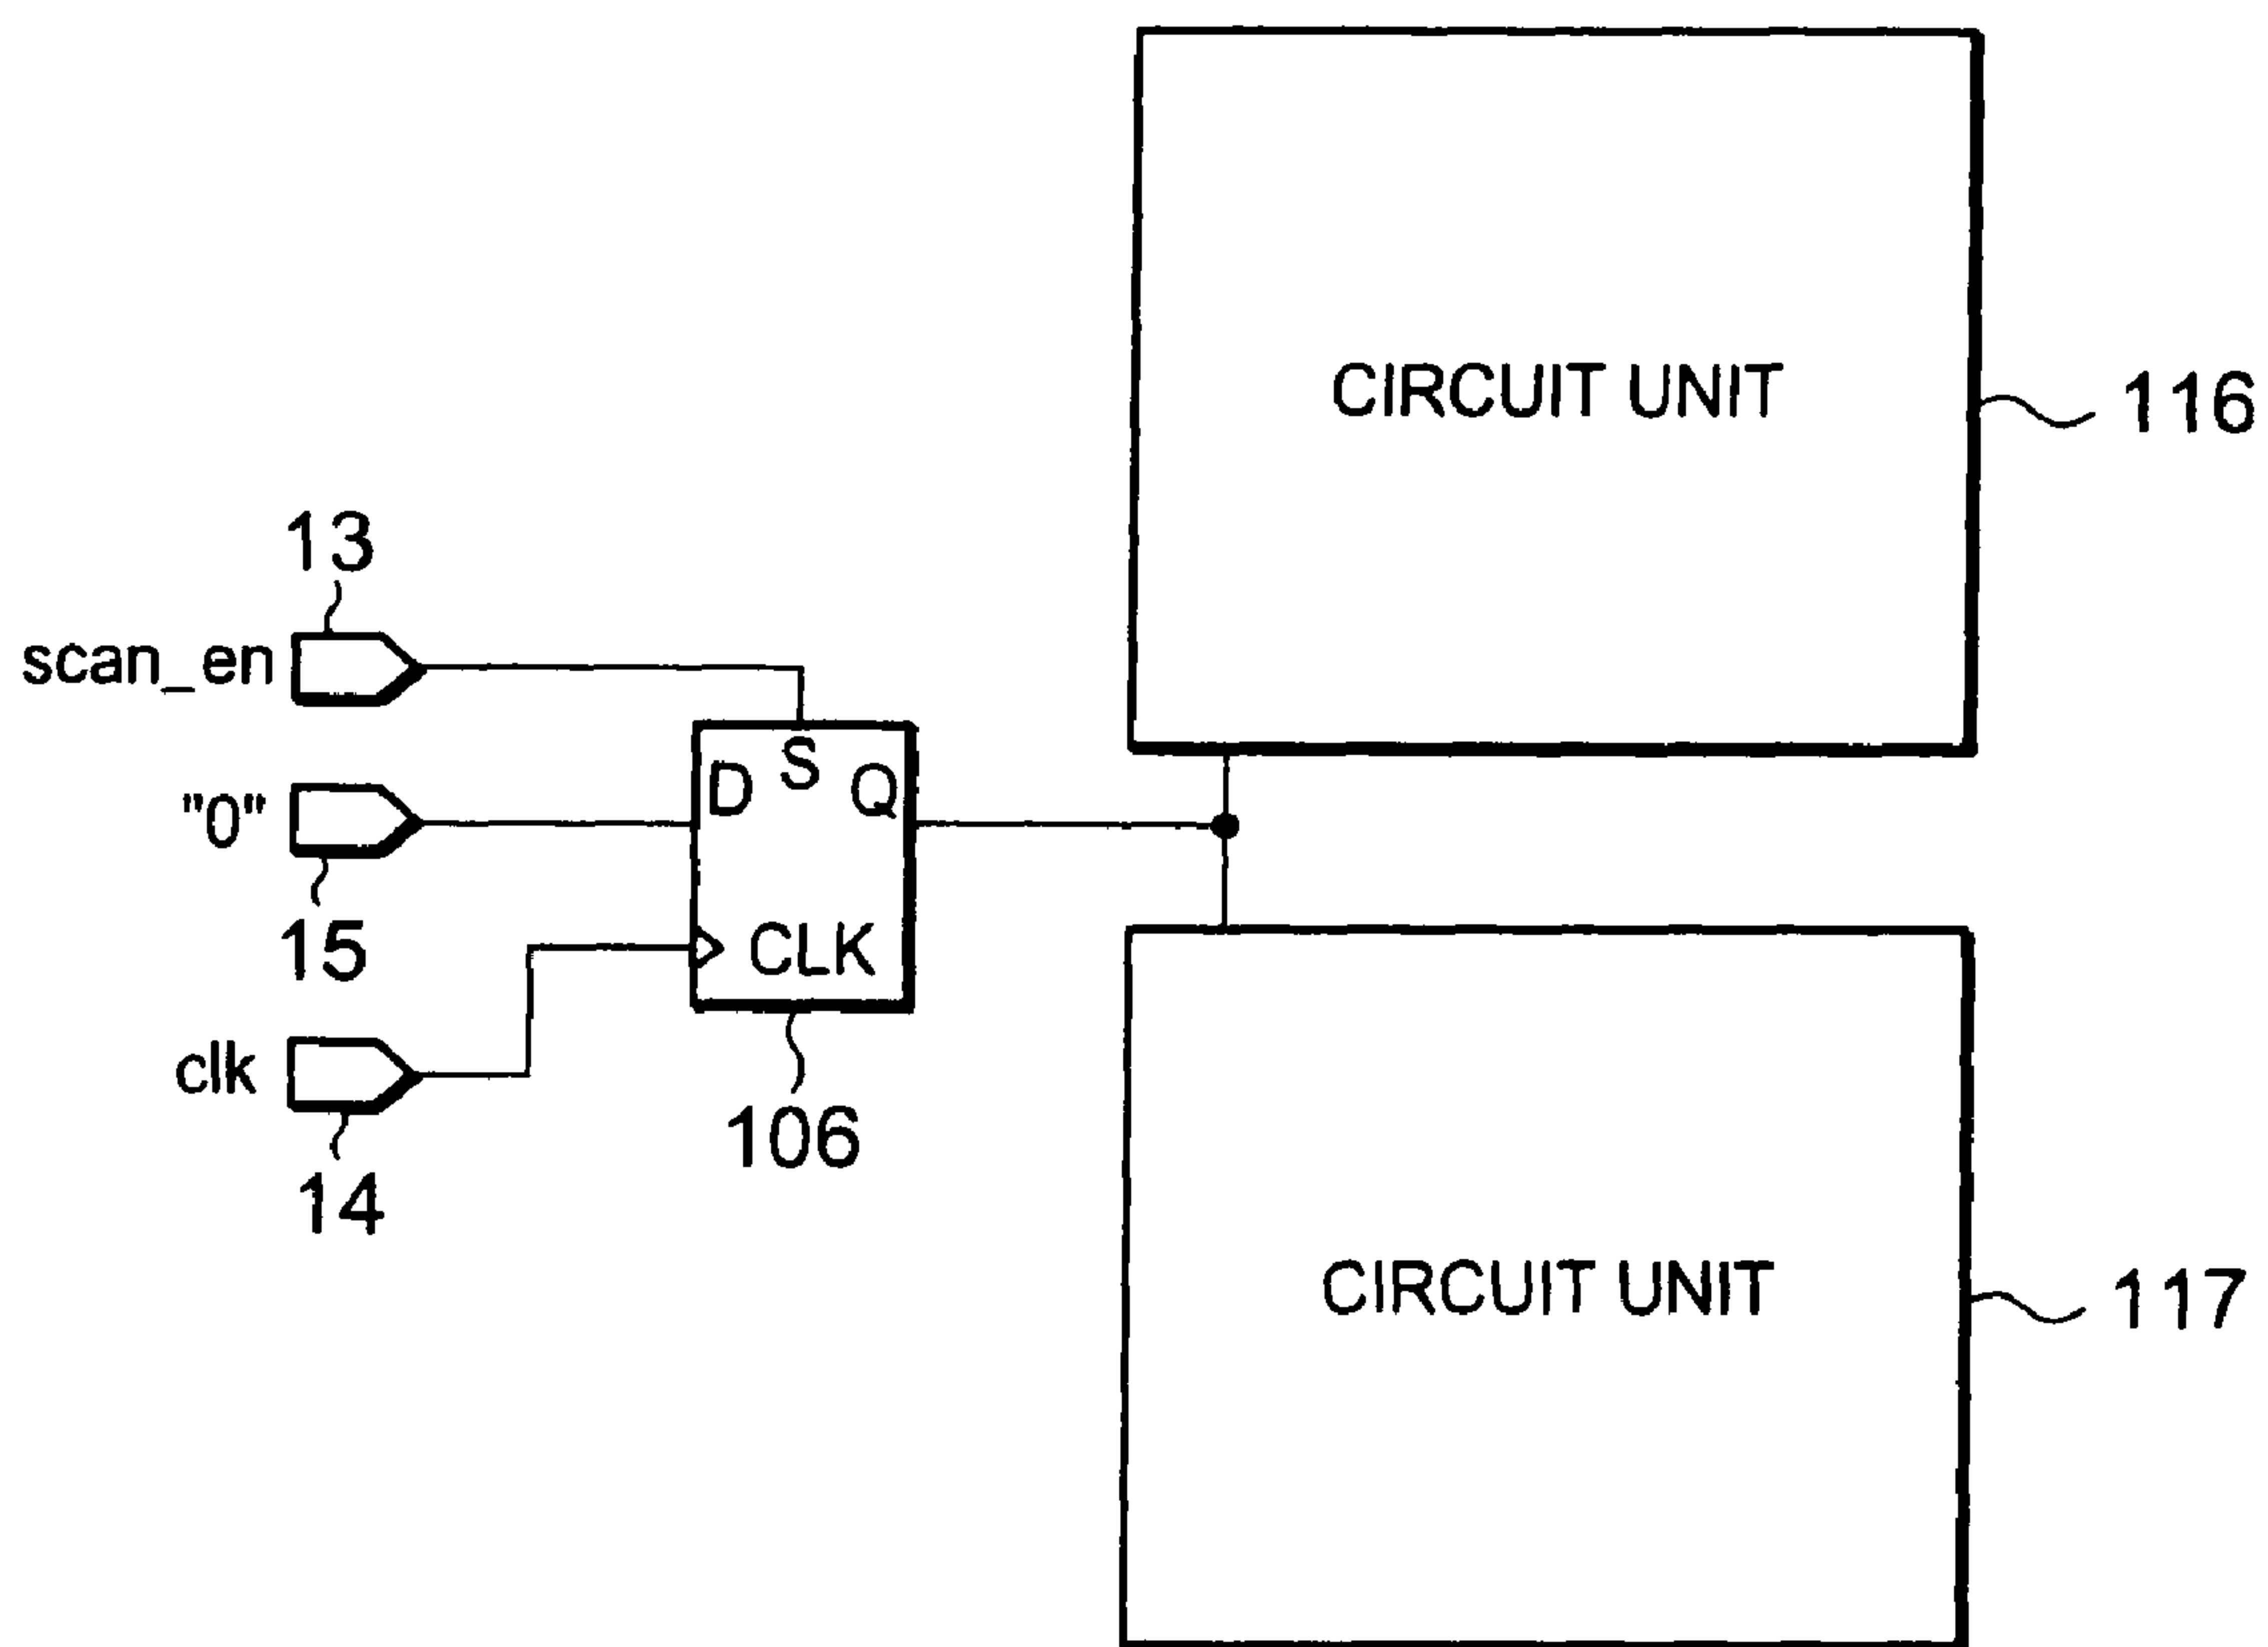 CIRCUIT UNIT
116
13
scan_en
D
S
Q
"0"
15
CLK
clk
14
106
CIRCUIT UNIT
117